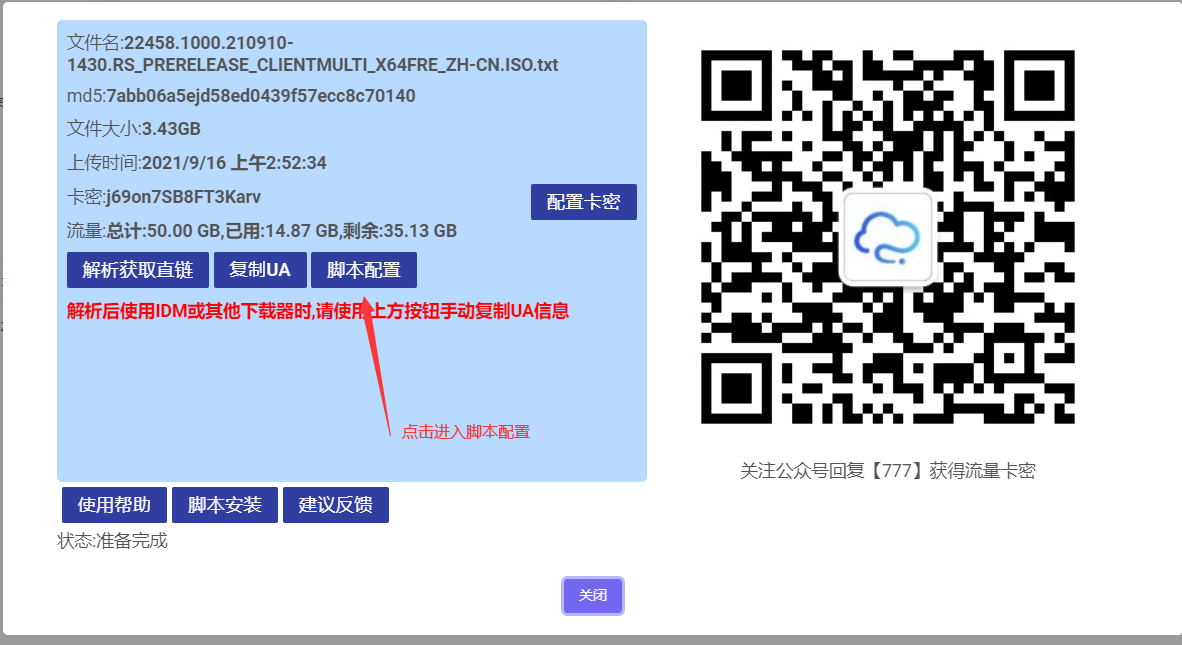 文件名:22458.1000.210910-
1430.RS_PRERELEASE_CLIENTMULTI_X64FRE_ZH-CN.ISO.txt
md5:7abb06a5ejd58ed0439f57ecc8c70140
文件大小:3.43GB
上传时间:2021/9/16 上午2:52:34
卡密:j69on7SB8FT3Karv
配置卡密
流量:总计:50.00 GB,已用:14.87 GB,剩余:35.13 GB
解析获取直链 复制UA 脚本配置
解析后使用IDM或其他下载器时,请使用上方按钮手动复制UA信息
点击进入脚本配置
关注公众号回复【777】获得流量卡密
使用帮助 脚本安装 建议反馈
状态:准备完成
关闭